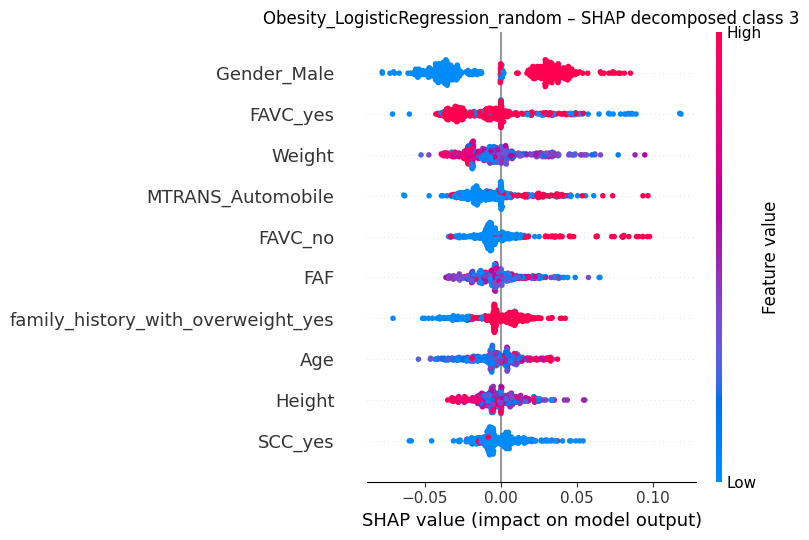 Obesity_LogisticRegression_random – SHAP decomposed class 3
High
Gender_Male
FAVC_yes
Weight
MTRANS_Automobile
FAVC_no
FAF
family_history_with_overweight_yes
Age
Height
SCC_yes
Feature value
Low
−0.05 0.00 0.05 0.10
SHAP value (impact on model output)